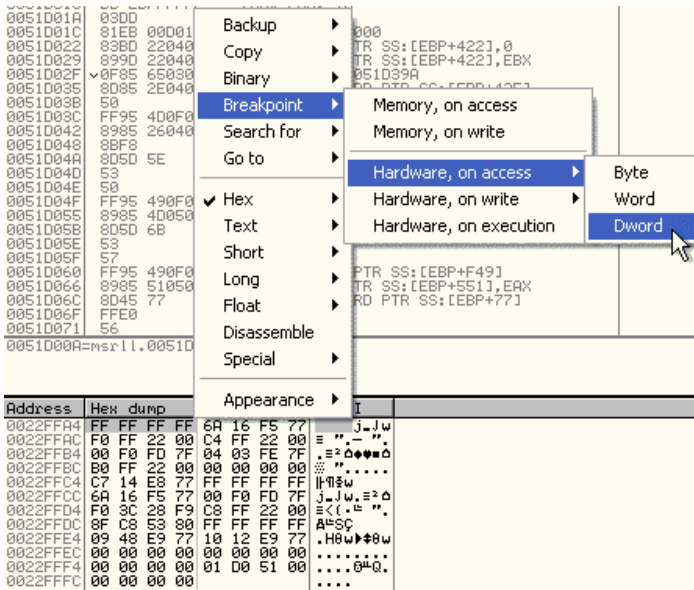 0051D01A 03DD
0051D01C 81EB 00D01 000
0051D022 83BD 22040 TR SS:[EBP+422],0
0051D029 899D 22040 TR SS:[EBP+422],EBX
0051D02F 0F85 65030 051D39A
0051D035 8D85 2E040
0051D03B 50
0051D03C FF95 4D0F0
0051D042 8985 26040
0051D048 8BF8
0051D04A 8D5D 5E
0051D04D 53
0051D04E 50
0051D04F FF95 490F0
0051D055 8985 4D050
0051D05B 8D5D 6B
0051D05E 53
0051D05F 57
0051D060 FF95 490F0 PTR SS:[EBP+F49]
0051D066 8985 51050 TR SS:[EBP+551],EAX
0051D06C 8D45 77 RD PTR SS:[EBP+77]
0051D06F FFE0
0051D071 56
0051D00A=msrll.0051D
Backup
Copy
Binary
Breakpoint
Search for
Go to
Hex
Text
Short
Long
Float
Disassemble
Special
Appearance
Memory, on access
Memory, on write
Hardware, on access
Hardware, on write
Hardware, on execution
Byte
Word
Dword
Address Hex dump I
0022FFA4 FF FF FF FF 6A 16 F5 77
0022FFAC F0 FF 22 00 C4 FF 22 00
0022FFB4 00 F0 FD 7F 04 03 FE 7F
0022FFBC B0 FF 22 00 00 00 00 00
0022FFC4 C7 14 E8 77 FF FF FF FF
0022FFCC 6A 16 F5 77 00 F0 FD 7F
0022FFD4 F0 3C 28 F9 C8 FF 22 00
0022FFDC 8F C8 53 80 FF FF FF FF
0022FFE4 09 48 E9 77 10 12 E9 77
0022FFEC 00 00 00 00 00 00 00 00
0022FFF4 00 00 00 00 01 D0 51 00
0022FFFC 00 00 00 00